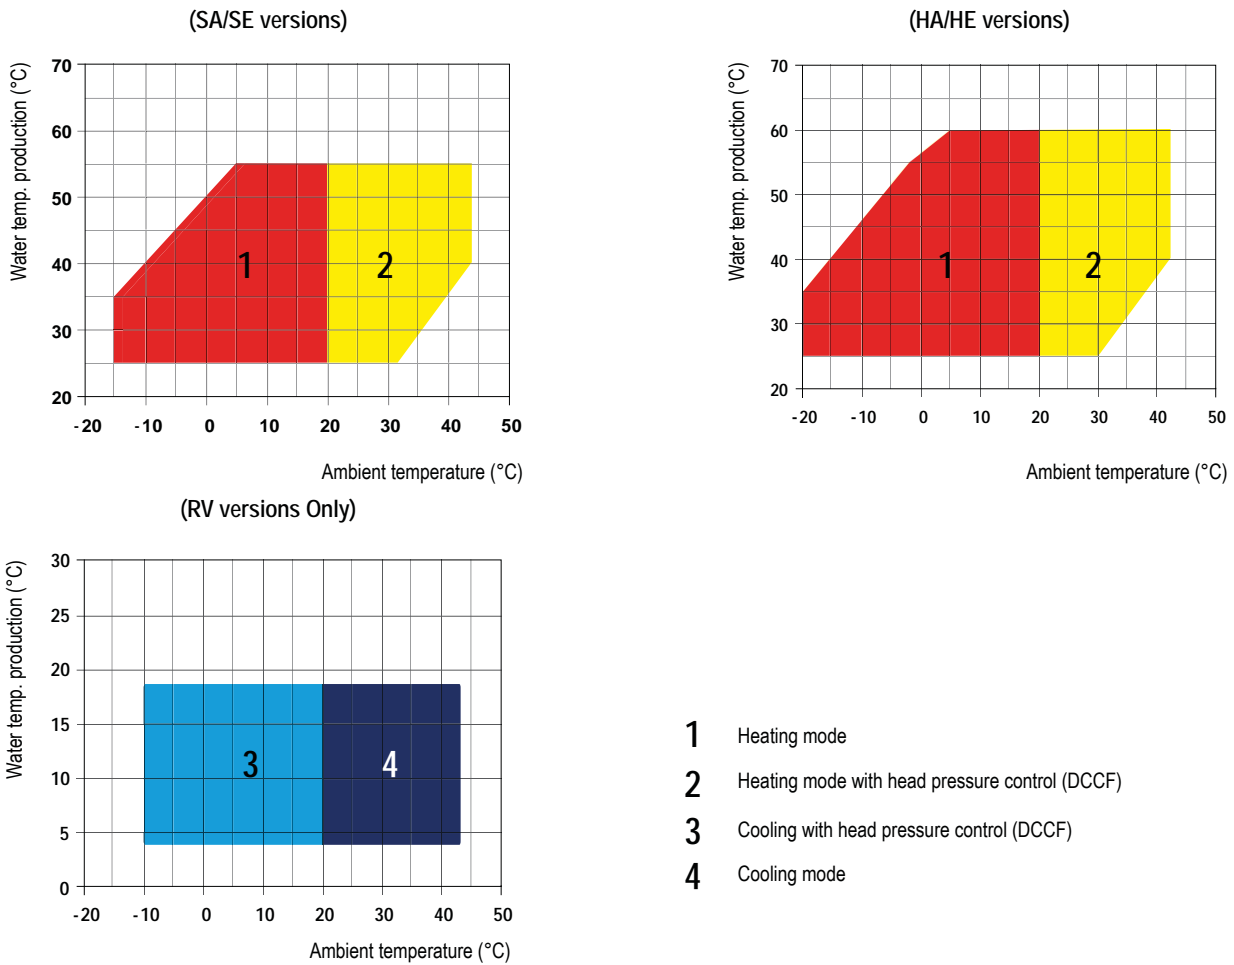 (SA/SE versions)
Water temp. production (°C)
70
60
50
40
30
20
-20 -10 0 10 20 30 40 50
1
2
Ambient temperature (°C)
(HA/HE versions)
Water temp. production (°C)
70
60
50
40
30
20
-20 -10 0 10 20 30 40 50
1
2
Ambient temperature (°C)
(RV versions Only)
Water temp. production (°C)
30
25
20
15
10
5
0
-20 -10 0 10 20 30 40 50
3
4
Ambient temperature (°C)
1 Heating mode
2 Heating mode with head pressure control (DCCF)
3 Cooling with head pressure control (DCCF)
4 Cooling mode